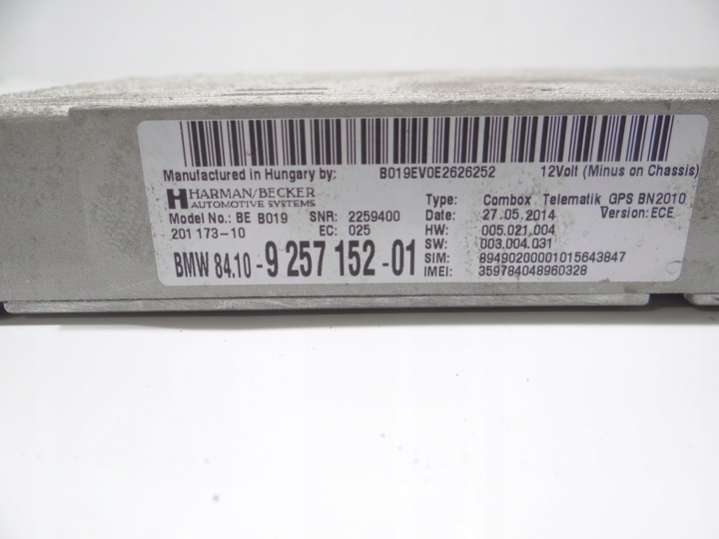 Manufactured in Hungary by: B019EV0E2626252 12Volt (Minus on Chassis)
HARMAN/BECKER
AUTOMOTIVE SYSTEMS
Type: Combox Telematik GPS BN2010
Model No.: BE B019 SNR: 2259400 Date: 27.05.2014 Version: ECE
201 173-10 EC: 025 HW: 005.021.004
SW: 003.004.031
BMW 84.10-9 257 152-01 SIM: 89490200001015643847
IMEI: 359784048960328